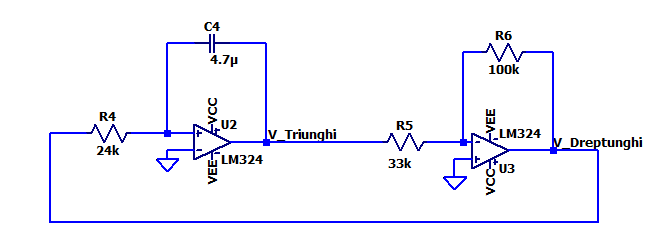 C4
4.7µ
R6
100k
R4
24k
VCC
U2
LM324
VEE
V_Triunghi
R5
33k
VEE
LM324
U3
VCC
V_Dreptunghi